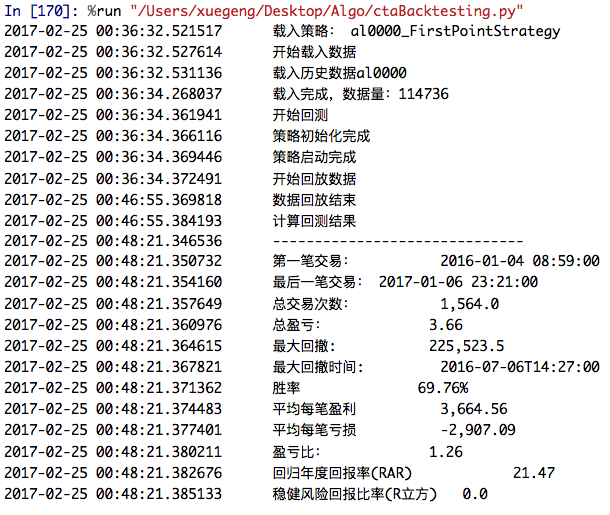 In [170]: %run "/Users/xuegeng/Desktop/Algo/ctaBacktesting.py"
2017-02-25 00:36:32.521517 载入策略： al0000_FirstPointStrategy
2017-02-25 00:36:32.527614 开始载入数据
2017-02-25 00:36:32.531136 载入历史数据al0000
2017-02-25 00:36:34.268037 载入完成，数据量：114736
2017-02-25 00:36:34.361941 开始回测
2017-02-25 00:36:34.366116 策略初始化完成
2017-02-25 00:36:34.369446 策略启动完成
2017-02-25 00:36:34.372491 开始回放数据
2017-02-25 00:46:55.369818 数据回放结束
2017-02-25 00:46:55.384193 计算回测结果
2017-02-25 00:48:21.346536 ------------------------------
2017-02-25 00:48:21.350732 第一笔交易： 2016-01-04 08:59:00
2017-02-25 00:48:21.354160 最后一笔交易： 2017-01-06 23:21:00
2017-02-25 00:48:21.357649 总交易次数： 1,564.0
2017-02-25 00:48:21.360976 总盈亏： 3.66
2017-02-25 00:48:21.364615 最大回撤: 225,523.5
2017-02-25 00:48:21.367821 最大回撤时间: 2016-07-06T14:27:00
2017-02-25 00:48:21.371362 胜率 69.76%
2017-02-25 00:48:21.374483 平均每笔盈利 3,664.56
2017-02-25 00:48:21.377401 平均每笔亏损 -2,907.09
2017-02-25 00:48:21.380211 盈亏比： 1.26
2017-02-25 00:48:21.382676 回归年度回报率(RAR) 21.47
2017-02-25 00:48:21.385133 稳健风险回报比率(R立方) 0.0